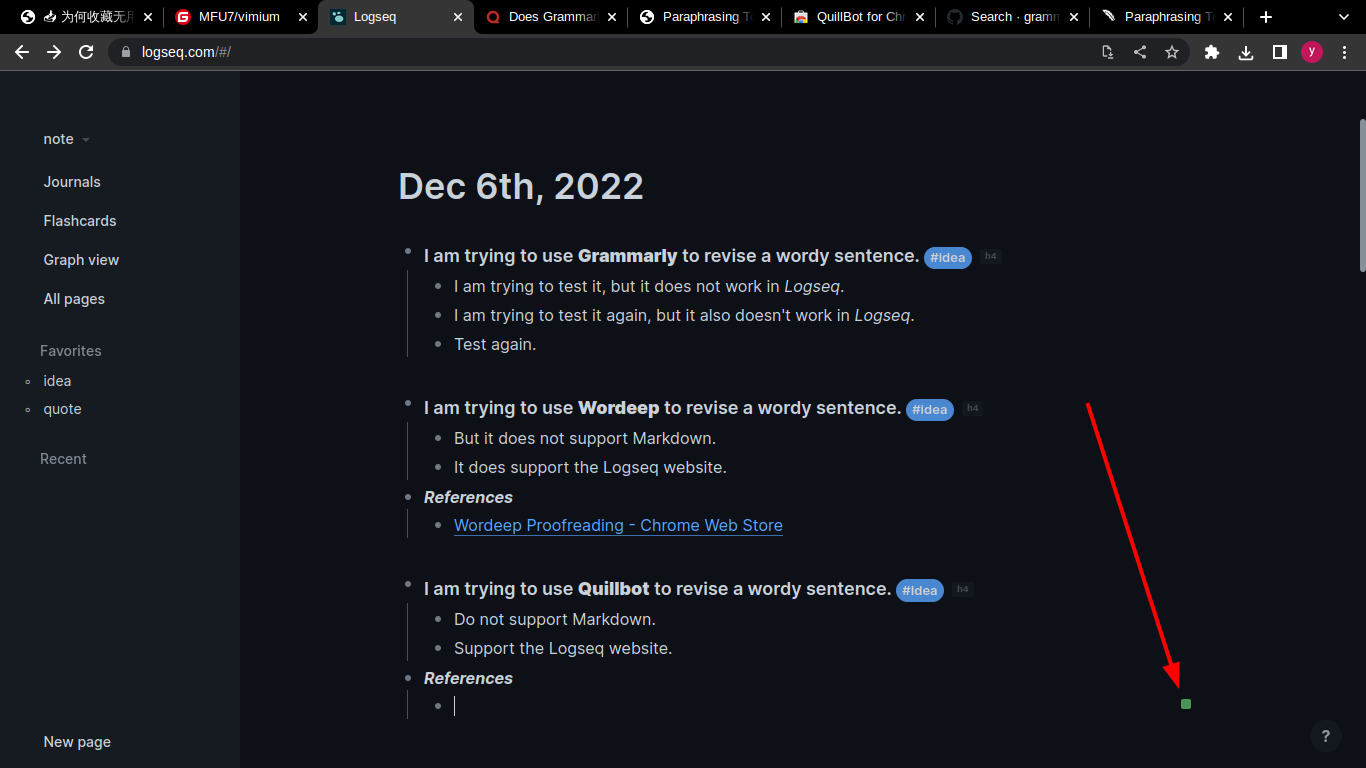 为何收藏无用
MFU7/vimium
Logseq
Does Grammar
Paraphrasing To
QuillBot for Chr
Search · gramm
Paraphrasing To
logseq.com/#/
y
note
Journals
Flashcards
Graph view
All pages
Favorites
idea
quote
Recent
New page
Dec 6th, 2022
I am trying to use Grammarly to revise a wordy sentence. #Idea h4
I am trying to test it, but it does not work in Logseq.
I am trying to test it again, but it also doesn't work in Logseq.
Test again.
I am trying to use Wordeep to revise a wordy sentence. #Idea h4
But it does not support Markdown.
It does support the Logseq website.
References
Wordeep Proofreading - Chrome Web Store
I am trying to use Quillbot to revise a wordy sentence. #Idea h4
Do not support Markdown.
Support the Logseq website.
References
?